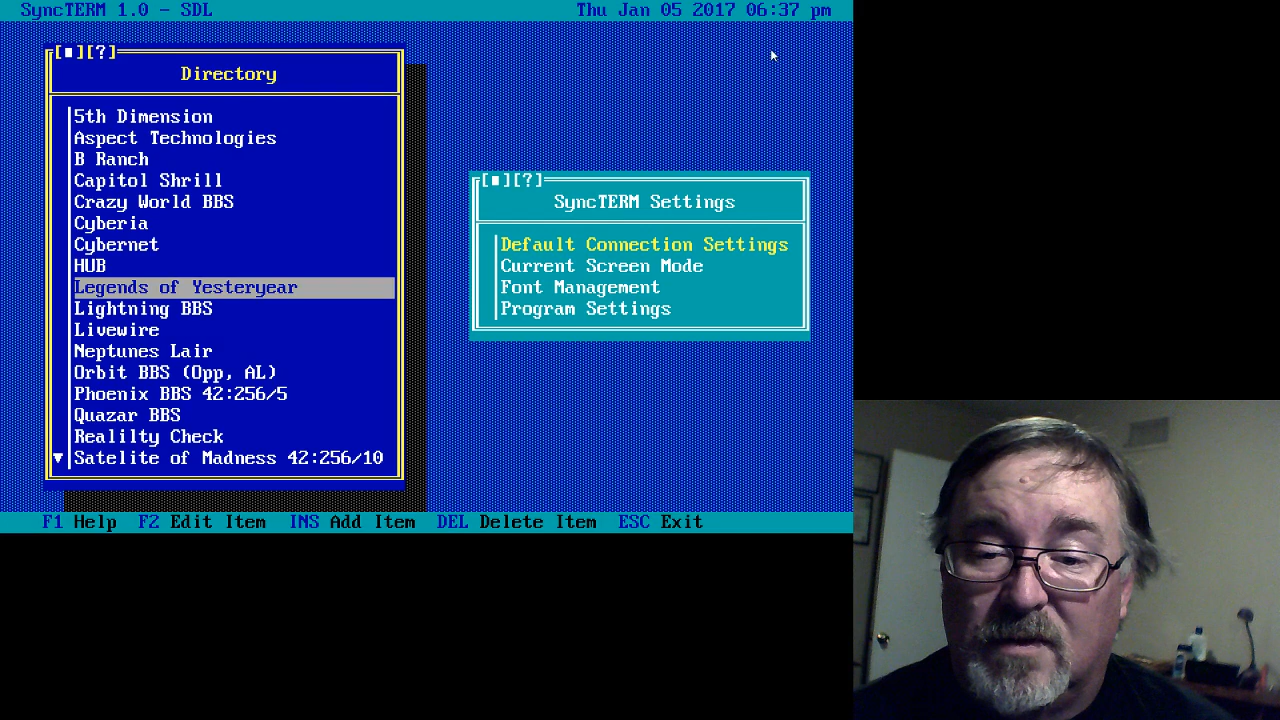 SyncTERM 1.0 - SDL
Thu Jan 05 2017 06:37 pm
[■][?]
Directory
5th Dimension
Aspect Technologies
B Ranch
Capitol Shrill
Crazy World BBS
Cyberia
Cybernet
HUB
Legends of Yesteryear
Lightning BBS
Livewire
Neptunes Lair
Orbit BBS (Opp, AL)
Phoenix BBS 42:256/5
Quazar BBS
Realilty Check
Satelite of Madness 42:256/10
[■][?]
SyncTERM Settings
Default Connection Settings
Current Screen Mode
Font Management
Program Settings
F1 Help F2 Edit Item INS Add Item DEL Delete Item ESC Exit